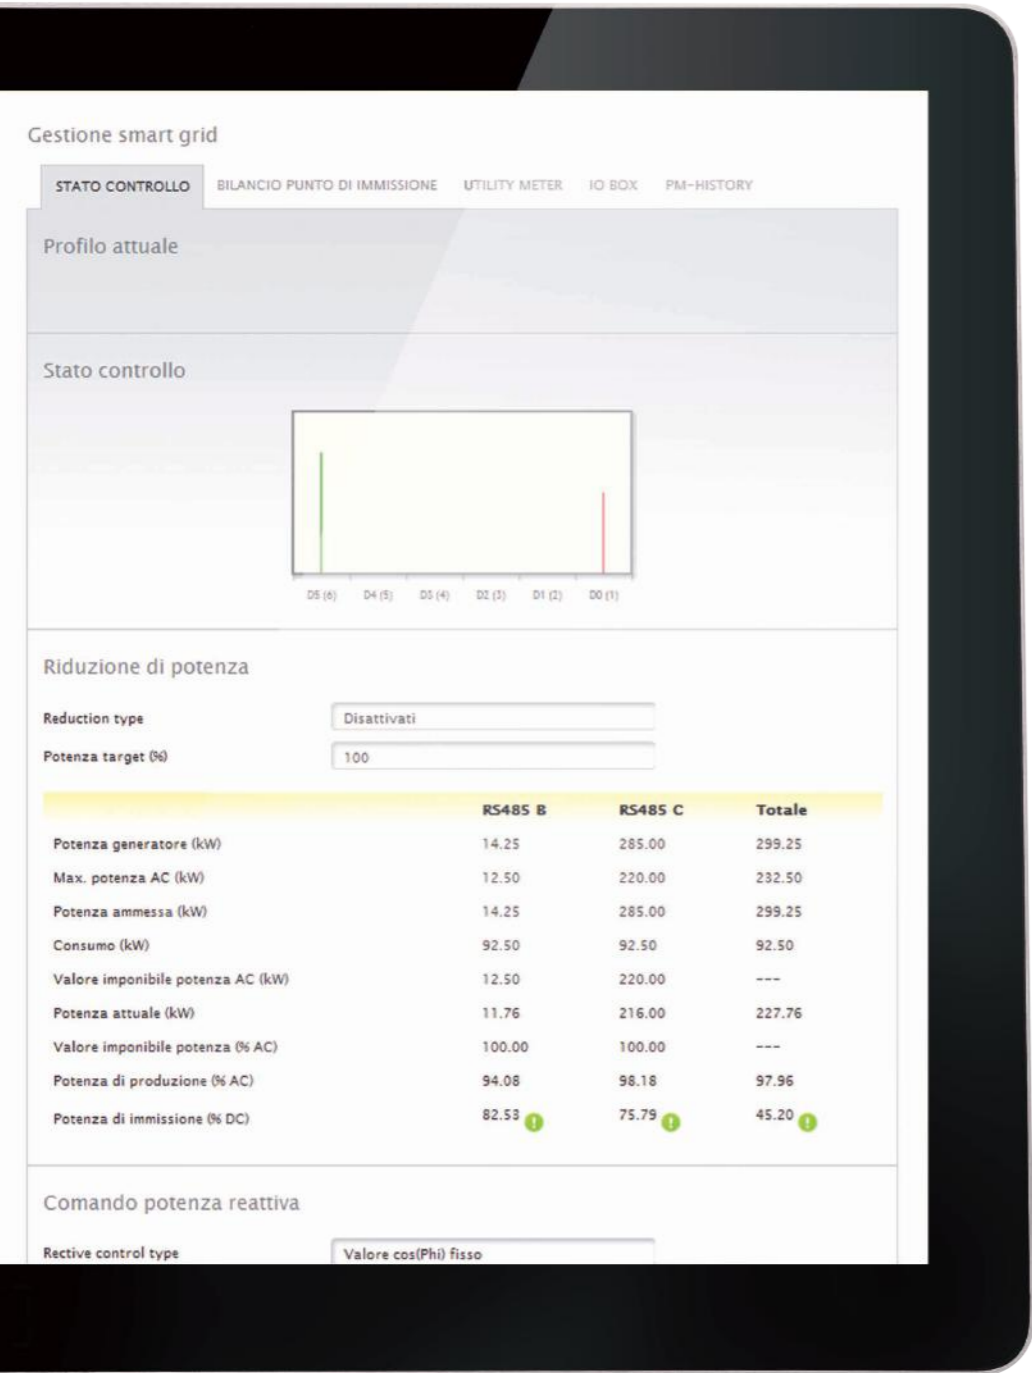 Gestione smart grid
STATO CONTROLLO BILANCIO PUNTO DI IMMISSIONE UTILITY METER IO BOX PM-HISTORY
Profilo attuale
Stato controllo
D5 (6) D4 (5) D3 (4) D2 (3) D1 (2) D0 (1)
Riduzione di potenza
Reduction type Disattivati
Potenza target (%) 100
RS485 B RS485 C Totale
Potenza generatore (kW) 14.25 285.00 299.25
Max. potenza AC (kW) 12.50 220.00 232.50
Potenza ammessa (kW) 14.25 285.00 299.25
Consumo (kW) 92.50 92.50 92.50
Valore imponibile potenza AC (kW) 12.50 220.00 ---
Potenza attuale (kW) 11.76 216.00 227.76
Valore imponibile potenza (% AC) 100.00 100.00 ---
Potenza di produzione (% AC) 94.08 98.18 97.96
Potenza di immissione (% DC) 82.53 ! 75.79 ! 45.20 !
Comando potenza reattiva
Rective control type Valore cos(Phi) fisso